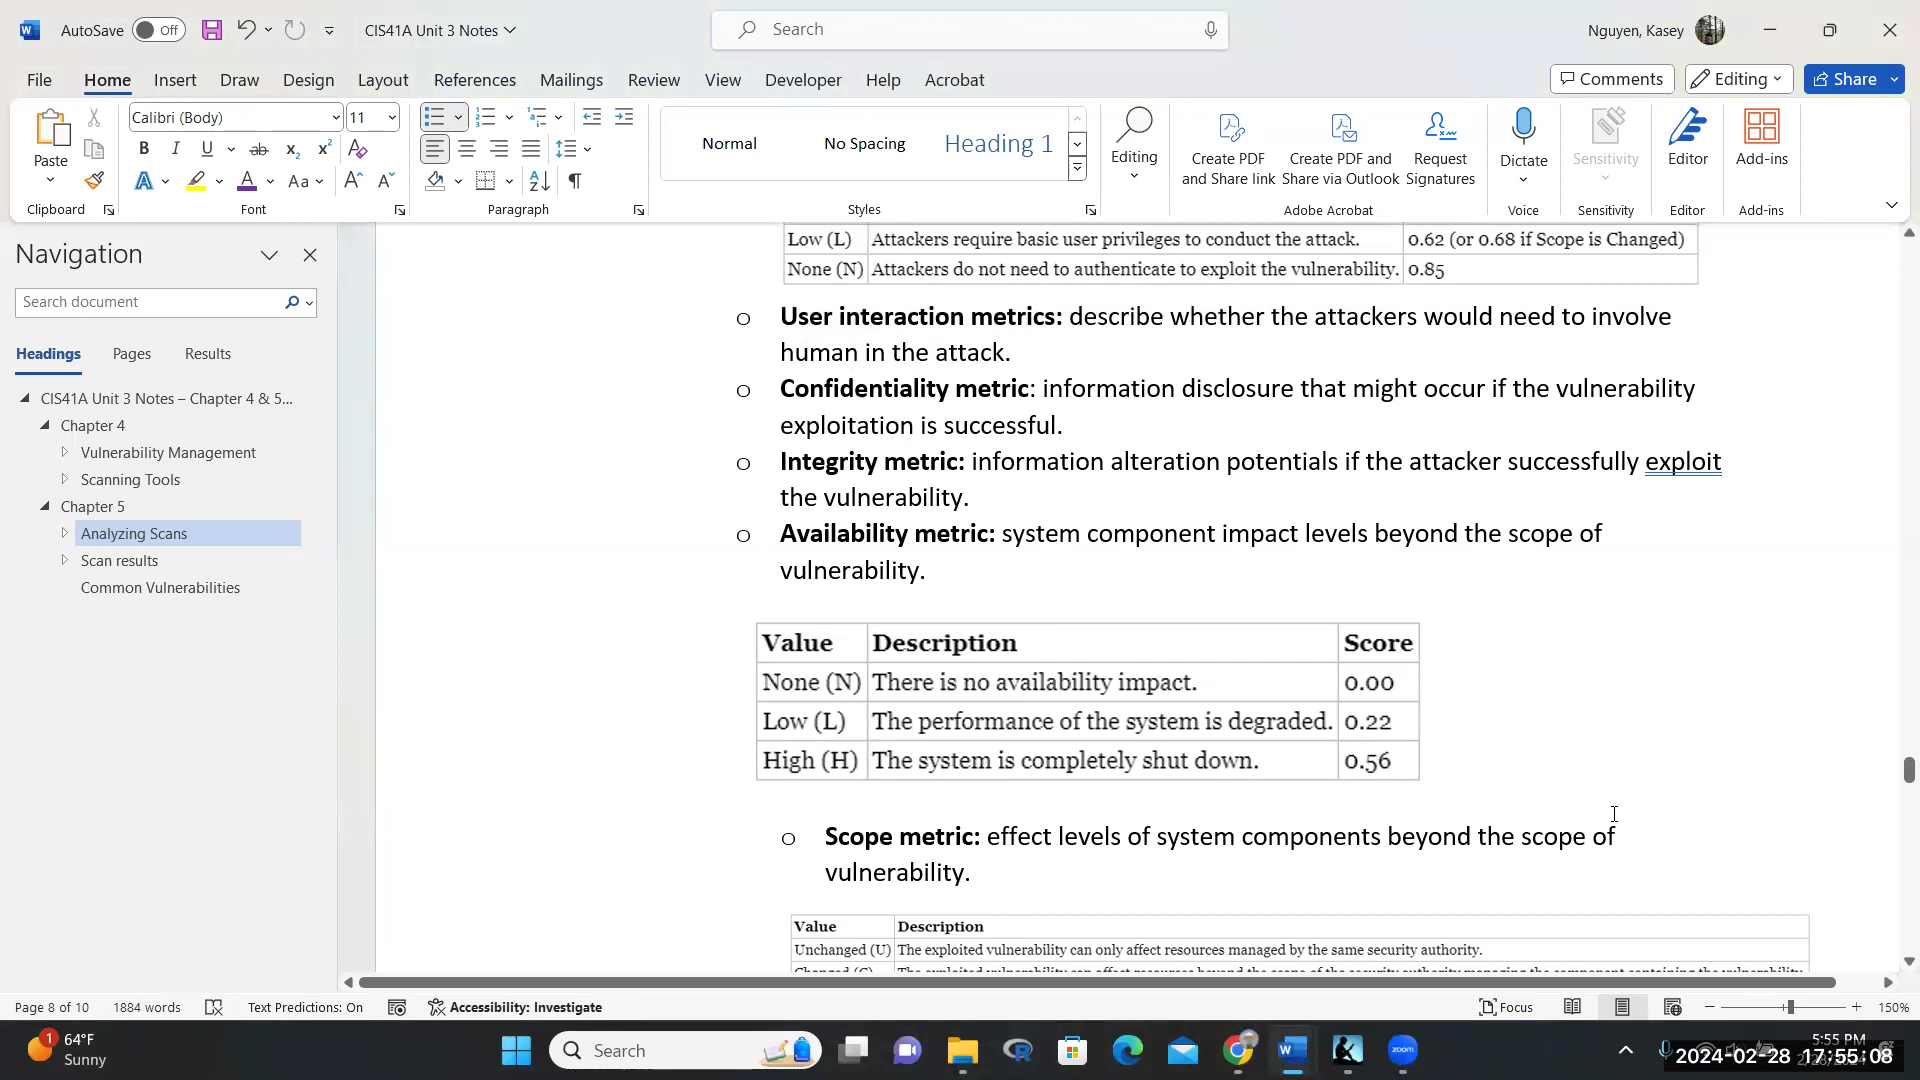 AutoSave Off CIS41A Unit 3 Notes Search Nguyen, Kasey
File Home Insert Draw Design Layout References Mailings Review View Developer Help Acrobat Comments Editing Share
Calibri (Body) 11
Paste
Normal No Spacing Heading 1
Editing
Create PDF and Share link
Create PDF and Share via Outlook
Request Signatures
Dictate
Sensitivity
Editor
Add-ins
Clipboard Font Paragraph Styles Adobe Acrobat Voice Sensitivity Editor Add-ins
Navigation
Search document
Headings Pages Results
CIS41A Unit 3 Notes – Chapter 4 & 5...
Chapter 4
Vulnerability Management
Scanning Tools
Chapter 5
Analyzing Scans
Scan results
Common Vulnerabilities
Low (L) Attackers require basic user privileges to conduct the attack. 0.62 (or 0.68 if Scope is Changed)
None (N) Attackers do not need to authenticate to exploit the vulnerability. 0.85
o User interaction metrics: describe whether the attackers would need to involve
human in the attack.
o Confidentiality metric: information disclosure that might occur if the vulnerability
exploitation is successful.
o Integrity metric: information alteration potentials if the attacker successfully exploit
the vulnerability.
o Availability metric: system component impact levels beyond the scope of
vulnerability.
Value Description Score
None (N) There is no availability impact. 0.00
Low (L) The performance of the system is degraded. 0.22
High (H) The system is completely shut down. 0.56
o Scope metric: effect levels of system components beyond the scope of
vulnerability.
Value Description
Unchanged (U) The exploited vulnerability can only affect resources managed by the same security authority.
Page 8 of 10 1884 words Text Predictions: On Accessibility: Investigate Focus 150%
1 64°F
Sunny
Search
zoom
5:55 PM
2024-02-28 17:55:08